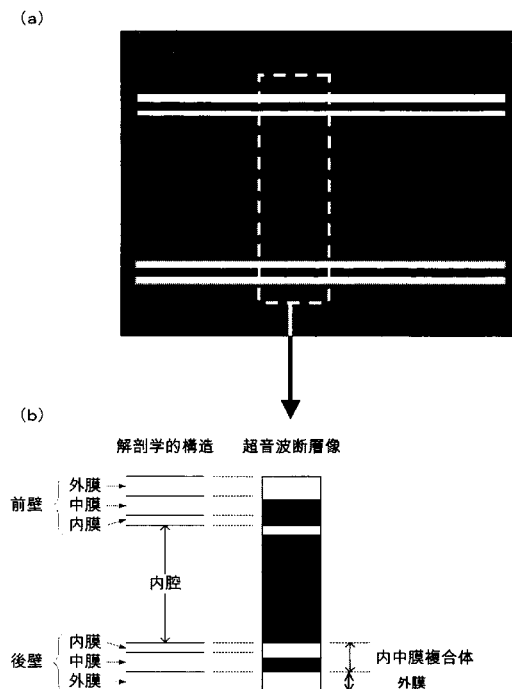 (a)
(b)
解剖学的構造 超音波断層像
前壁
外膜
中膜
内膜
内腔
後壁
内膜
中膜
外膜
内中膜複合体
外膜